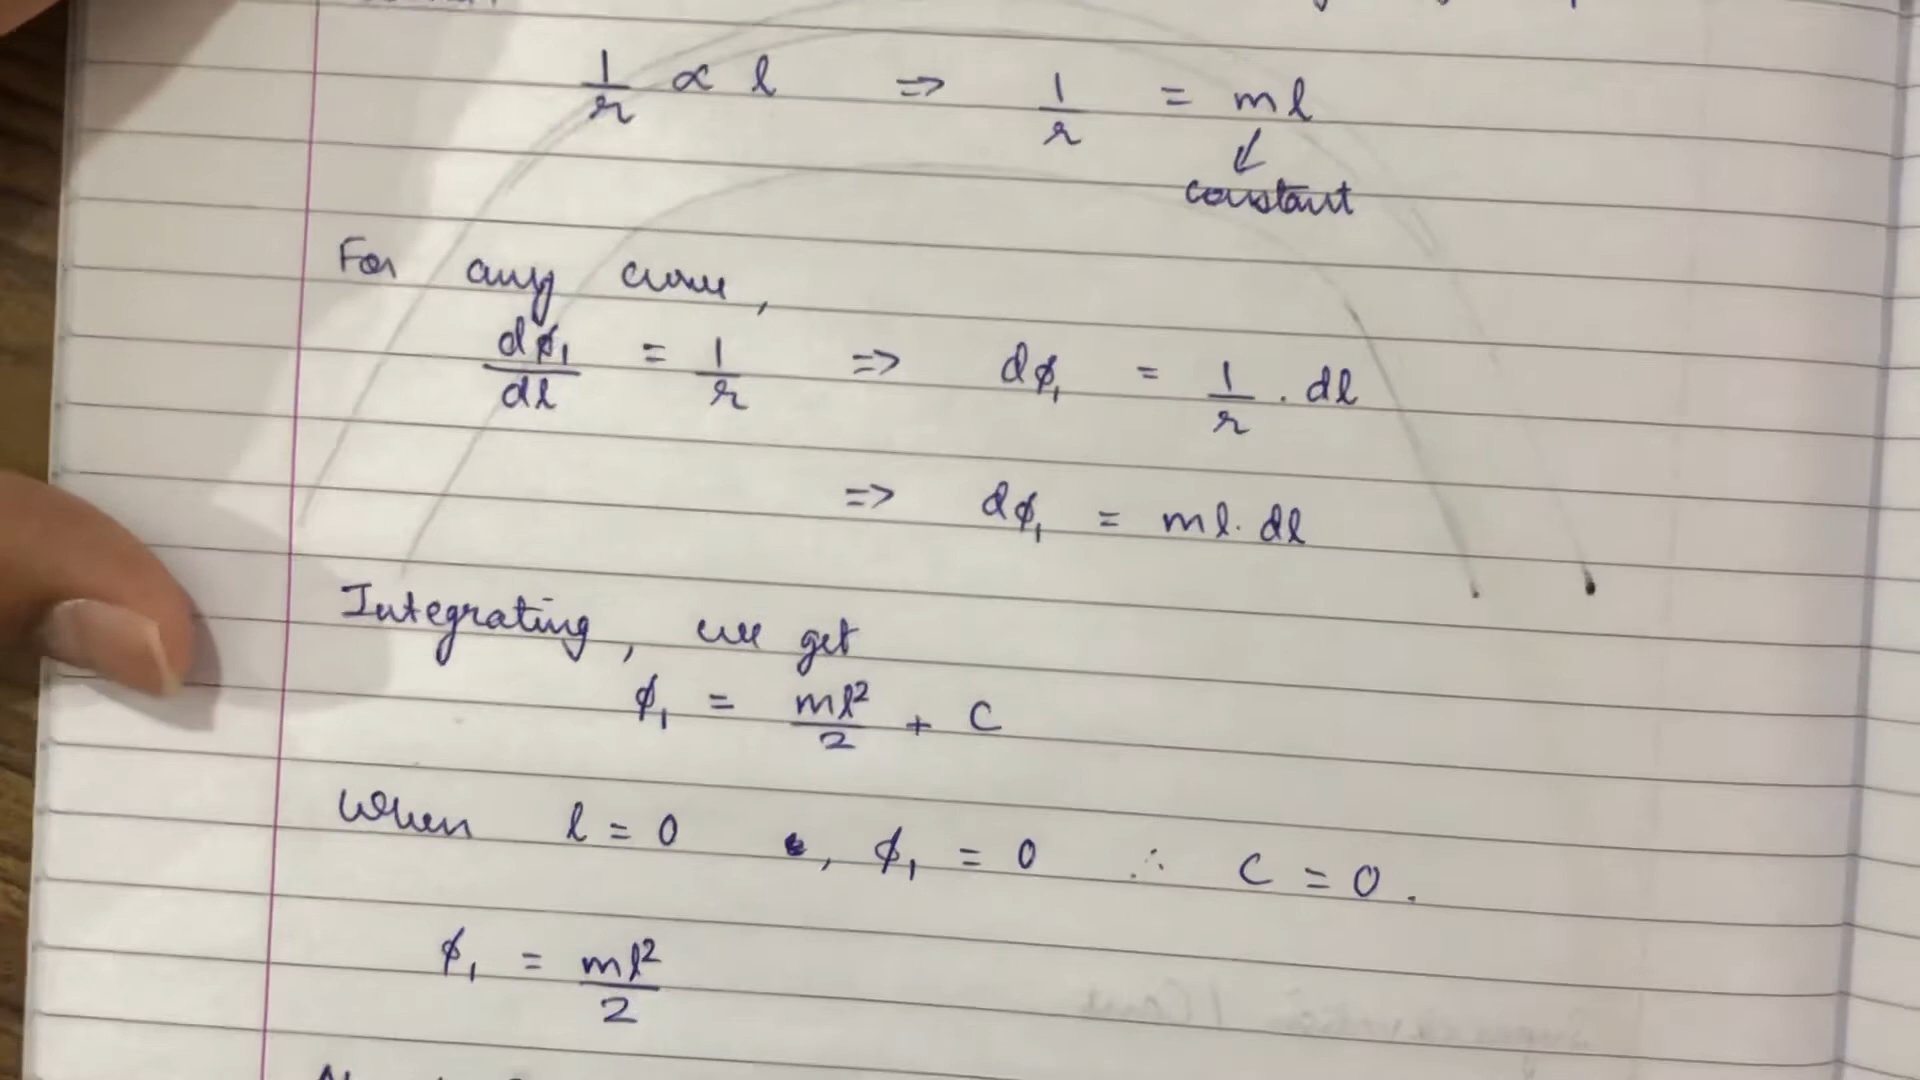 1/r ∝ l ⇒ 1/r = ml
↓
constant
For any curve,
dϕ₁/dl = 1/r ⇒ dϕ₁ = 1/r . dl
⇒ dϕ₁ = ml. dl
Integrating, we get
ϕ₁ = ml²/2 + C
When l = 0 , ϕ₁ = 0 ∴ C = 0.
ϕ₁ = ml²/2